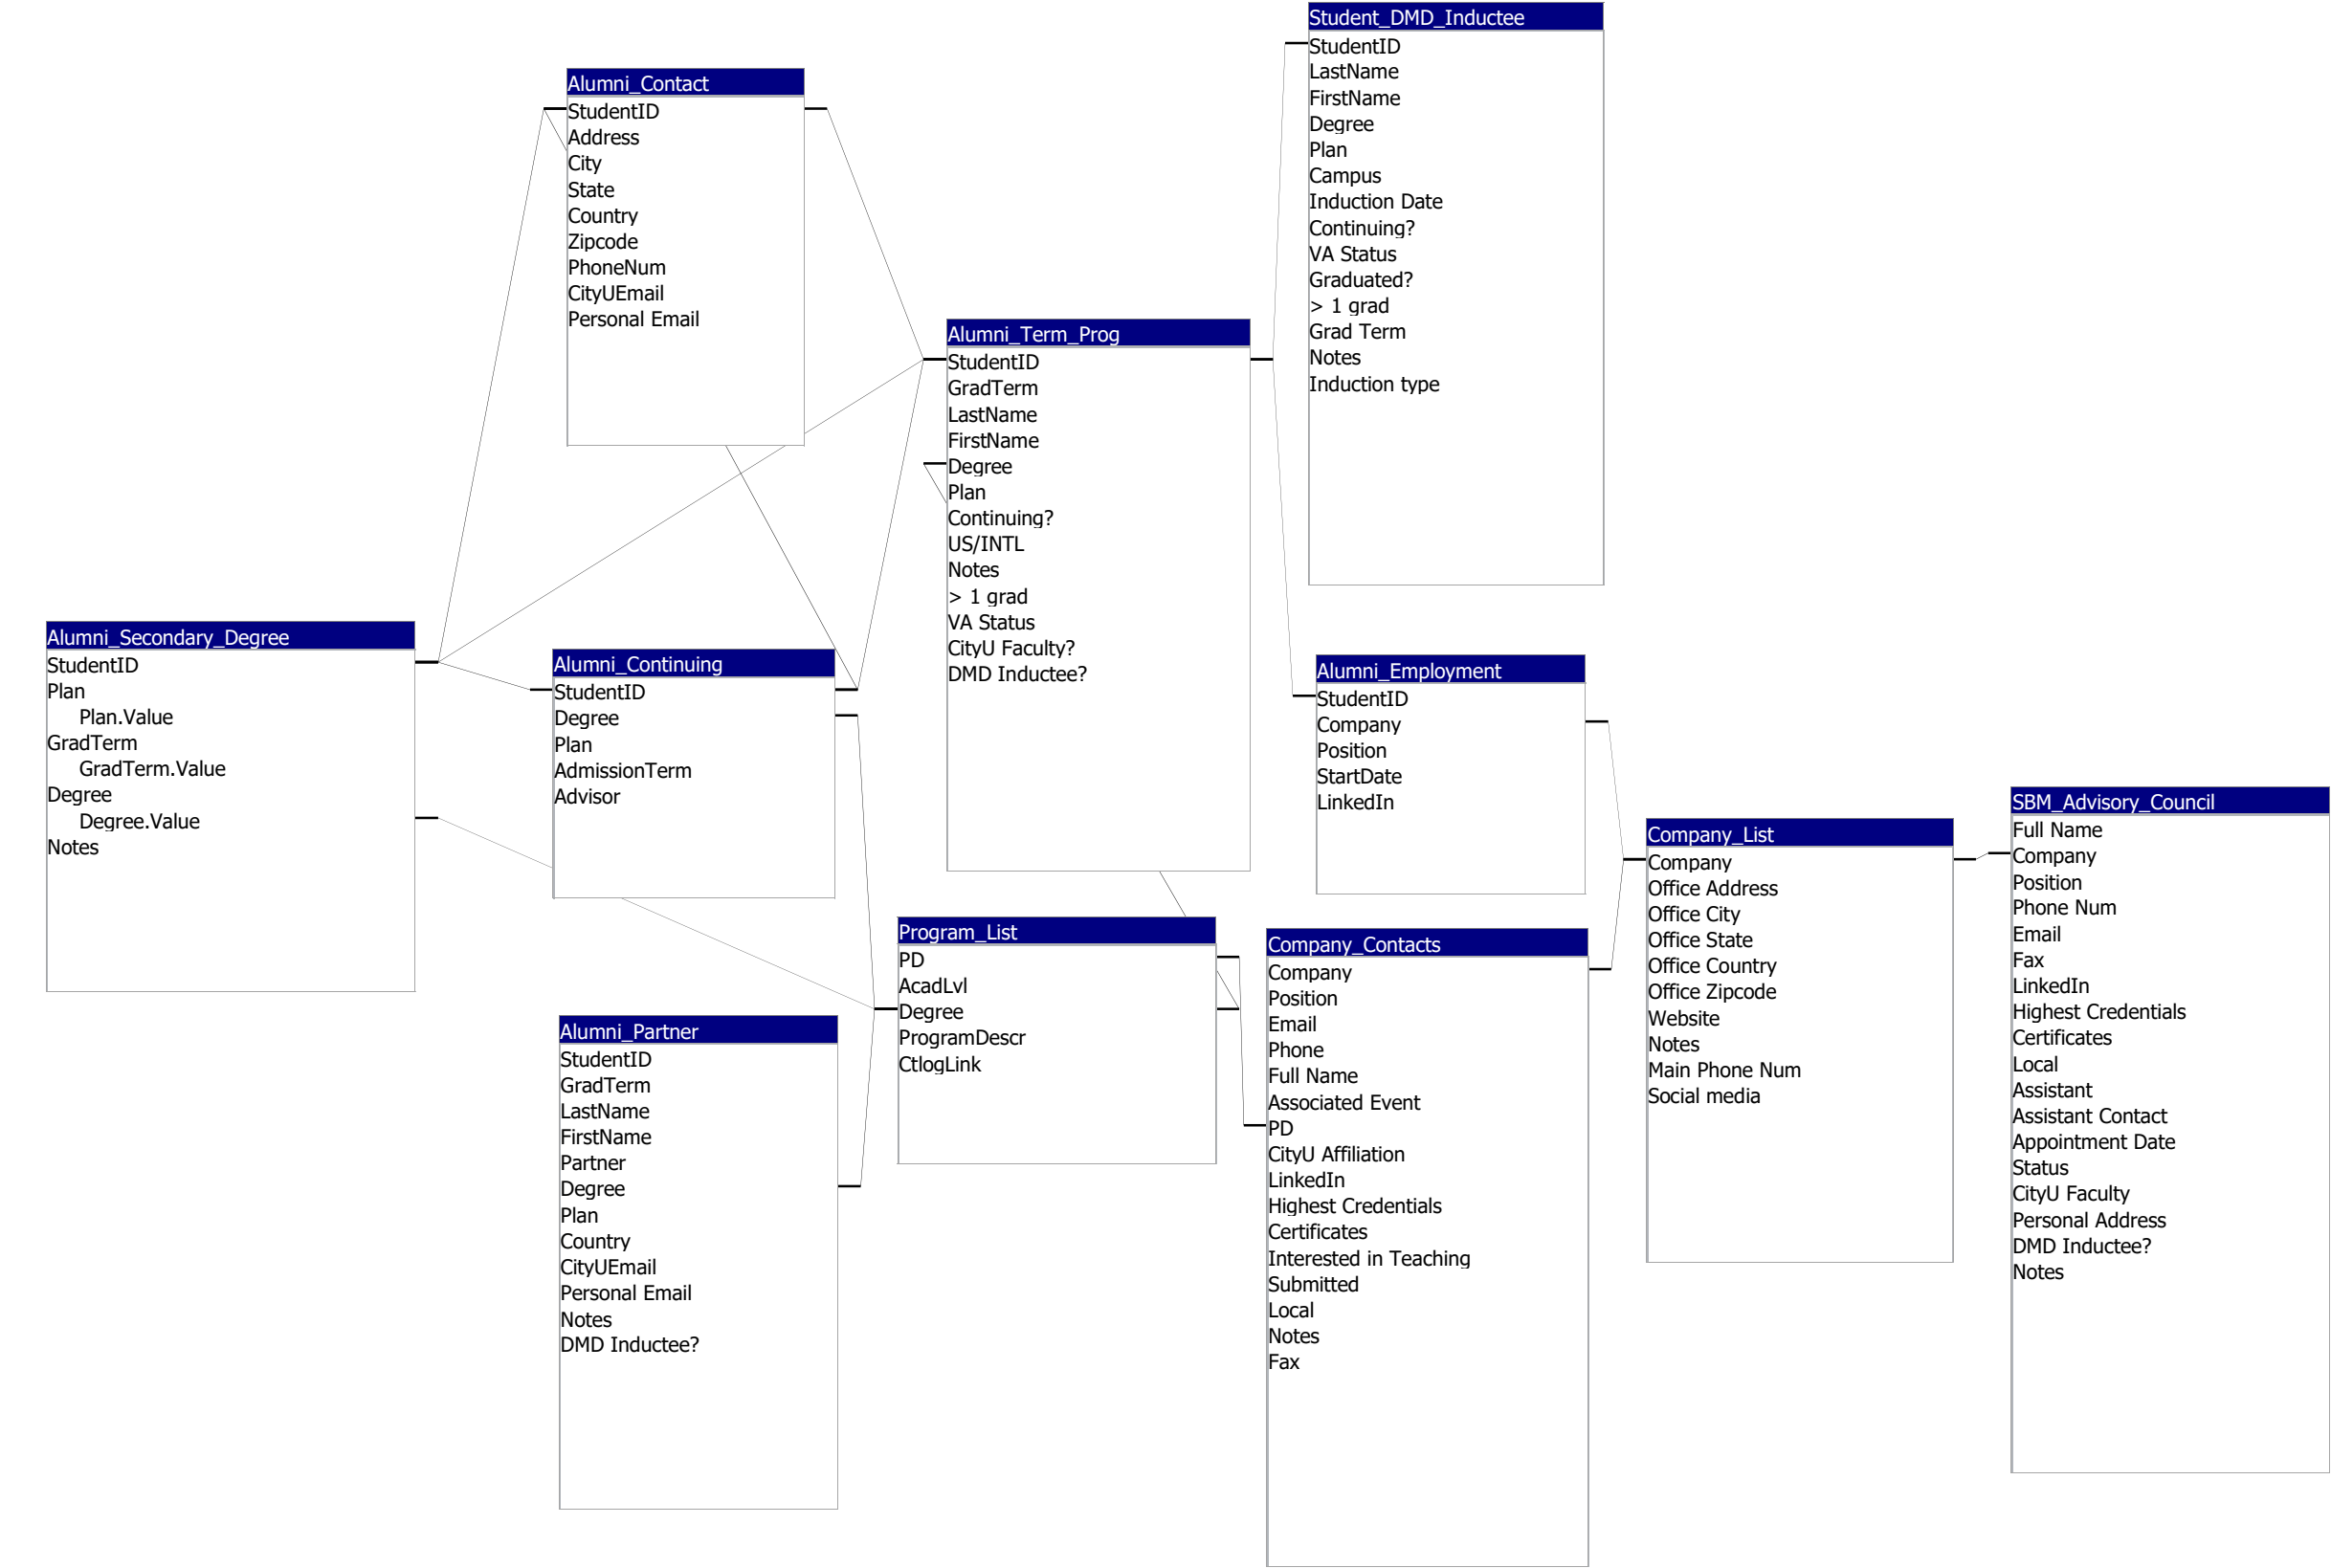 Student_DMD_Inductee
StudentID
LastName
FirstName
Degree
Plan
Campus
Induction Date
Continuing?
VA Status
Graduated?
> 1 grad
Grad Term
Notes
Induction type
Alumni_Contact
StudentID
Address
City
State
Country
Zipcode
PhoneNum
CityUEmail
Personal Email
Alumni_Term_Prog
StudentID
GradTerm
LastName
FirstName
Degree
Plan
Continuing?
US/INTL
Notes
> 1 grad
VA Status
CityU Faculty?
DMD Inductee?
Alumni_Secondary_Degree
StudentID
Plan
Plan.Value
GradTerm
GradTerm.Value
Degree
Degree.Value
Notes
Alumni_Continuing
StudentID
Degree
Plan
AdmissionTerm
Advisor
Alumni_Employment
StudentID
Company
Position
StartDate
LinkedIn
Company_List
Company
Office Address
Office City
Office State
Office Country
Office Zipcode
Website
Notes
Main Phone Num
Social media
SBM_Advisory_Council
Full Name
Company
Position
Phone Num
Email
Fax
LinkedIn
Highest Credentials
Certificates
Local
Assistant
Assistant Contact
Appointment Date
Status
CityU Faculty
Personal Address
DMD Inductee?
Notes
Program_List
PD
AcadLvl
Degree
ProgramDescr
CtlogLink
Company_Contacts
Company
Position
Email
Phone
Full Name
Associated Event
PD
CityU Affiliation
LinkedIn
Highest Credentials
Certificates
Interested in Teaching
Submitted
Local
Notes
Fax
Alumni_Partner
StudentID
GradTerm
LastName
FirstName
Partner
Degree
Plan
Country
CityUEmail
Personal Email
Notes
DMD Inductee?